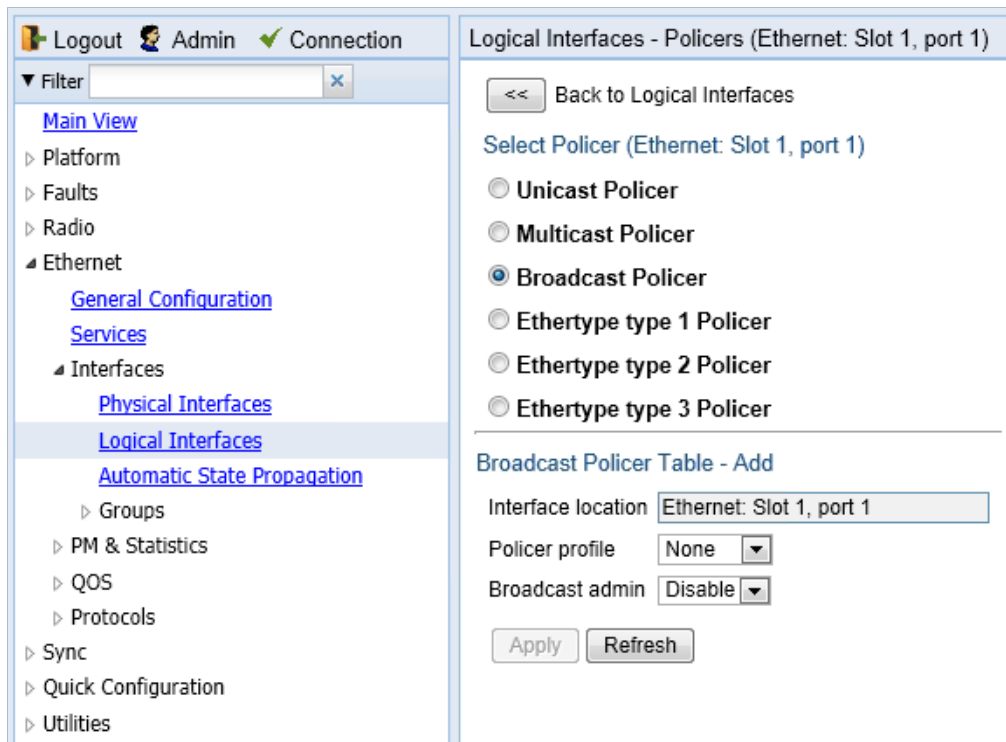 Logout Admin Connection
Filter
Main View
Platform
Faults
Radio
Ethernet
General Configuration
Services
Interfaces
Physical Interfaces
Logical Interfaces
Automatic State Propagation
Groups
PM & Statistics
QOS
Protocols
Sync
Quick Configuration
Utilities
Logical Interfaces - Policers (Ethernet: Slot 1, port 1)
<< Back to Logical Interfaces
Select Policer (Ethernet: Slot 1, port 1)
Unicast Policer
Multicast Policer
Broadcast Policer
Ethertype type 1 Policer
Ethertype type 2 Policer
Ethertype type 3 Policer
Broadcast Policer Table - Add
Interface location Ethernet: Slot 1, port 1
Policer profile None
Broadcast admin Disable
Apply Refresh